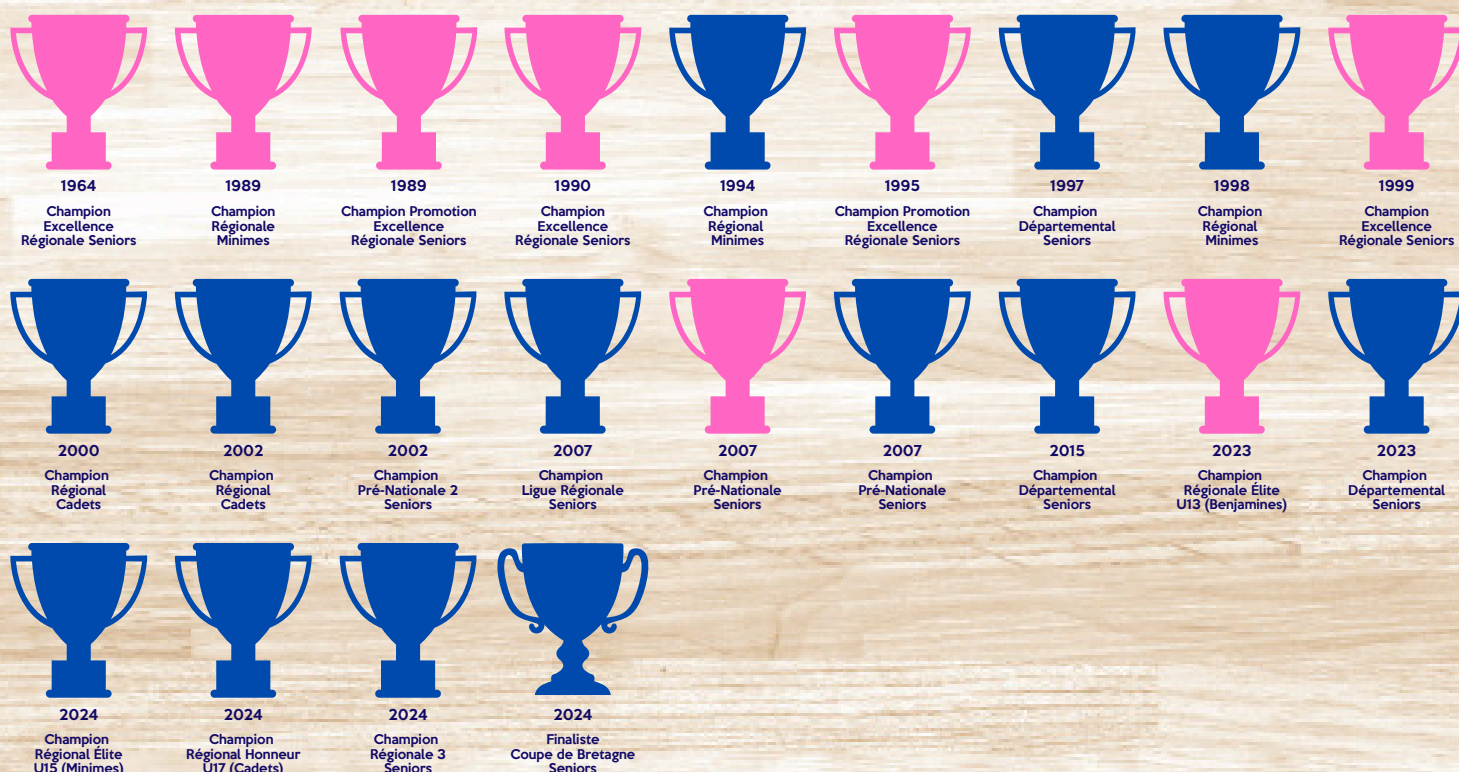 1964
Champion
Excellence
Régionale Seniors
1989
Champion
Régionale
Minimes
1989
Champion Promotion
Excellence
Régionale Seniors
1990
Champion
Excellence
Régionale Seniors
1994
Champion
Régional
Minimes
1995
Champion Promotion
Excellence
Régionale Seniors
1997
Champion
Départemental
Seniors
1998
Champion
Régional
Minimes
1999
Champion
Excellence
Régionale Seniors
2000
Champion
Régional
Cadets
2002
Champion
Régional
Cadets
2002
Champion
Pré-Nationale 2
Seniors
2007
Champion
Ligue Régionale
Seniors
2007
Champion
Pré-Nationale
Seniors
2007
Champion
Pré-Nationale
Seniors
2015
Champion
Départemental
Seniors
2023
Champion
Régionale Élite
U13 (Benjamines)
2023
Champion
Départemental
Seniors
2024
Champion
Régional Élite
U15 (Minimes)
2024
Champion
Régional Honneur
U17 (Cadets)
2024
Champion
Régionale 3
Seniors
2024
Finaliste
Coupe de Bretagne
Seniors